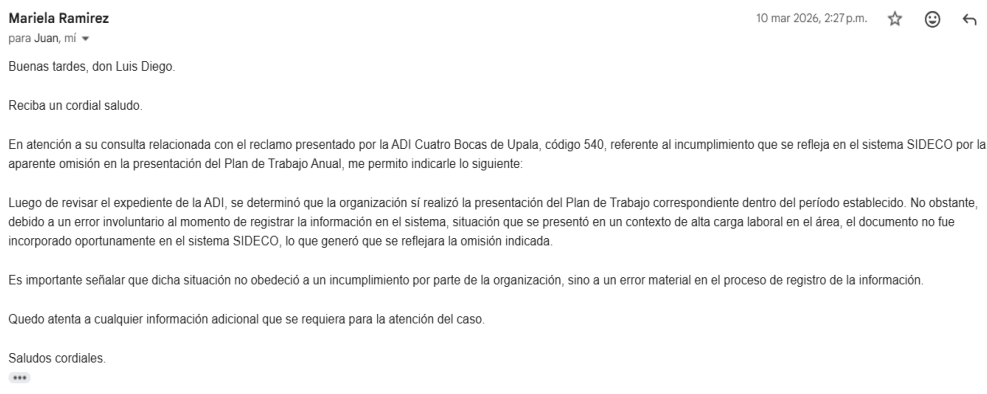 Mariela Ramirez
10 mar 2026, 2:27 p.m.
para Juan, mí
Buenas tardes, don Luis Diego.
Reciba un cordial saludo.
En atención a su consulta relacionada con el reclamo presentado por la ADI Cuatro Bocas de Upala, código 540, referente al incumplimiento que se refleja en el sistema SIDECO por la
aparente omisión en la presentación del Plan de Trabajo Anual, me permito indicarle lo siguiente:
Luego de revisar el expediente de la ADI, se determinó que la organización sí realizó la presentación del Plan de Trabajo correspondiente dentro del período establecido. No obstante,
debido a un error involuntario al momento de registrar la información en el sistema, situación que se presentó en un contexto de alta carga laboral en el área, el documento no fue
incorporado oportunamente en el sistema SIDECO, lo que generó que se reflejara la omisión indicada.
Es importante señalar que dicha situación no obedeció a un incumplimiento por parte de la organización, sino a un error material en el proceso de registro de la información.
Quedo atenta a cualquier información adicional que se requiera para la atención del caso.
Saludos cordiales.